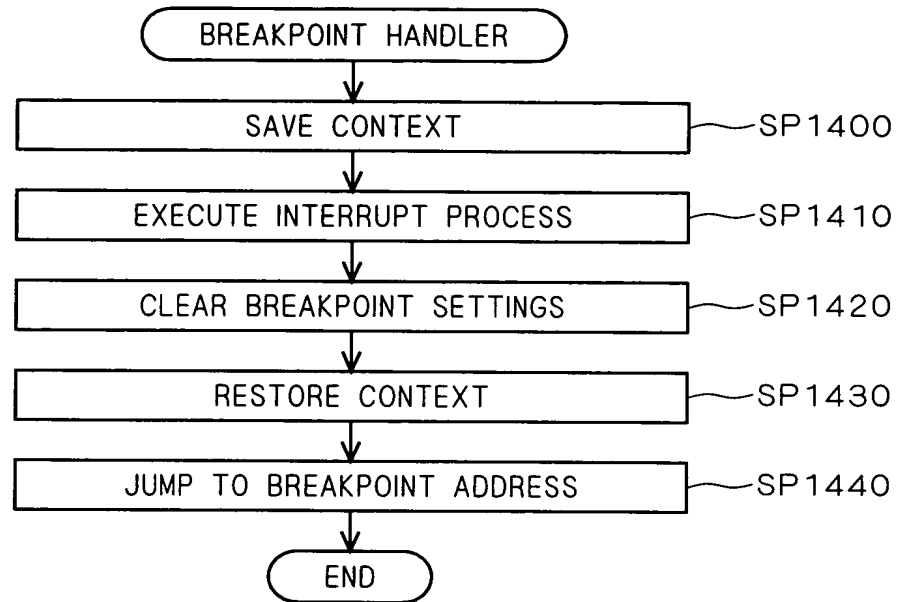 BREAKPOINT HANDLER
SAVE CONTEXT SP1400
EXECUTE INTERRUPT PROCESS SP1410
CLEAR BREAKPOINT SETTINGS SP1420
RESTORE CONTEXT SP1430
JUMP TO BREAKPOINT ADDRESS SP1440
END